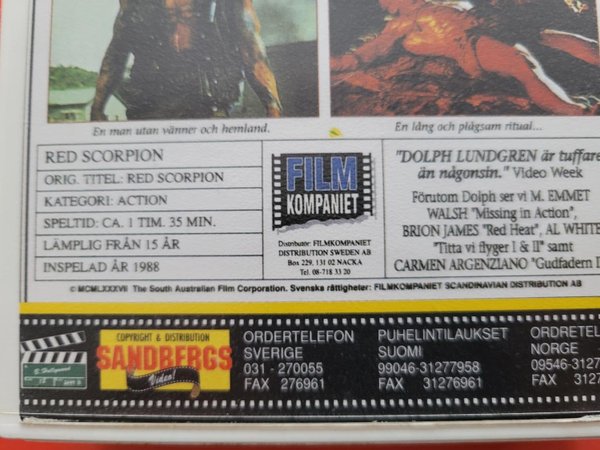 En man utan vänner och hemland.
En lång och plågsam ritual...
RED SCORPION
ORIG. TITEL: RED SCORPION
KATEGORI: ACTION
SPELTID: CA. 1 TIM. 35 MIN.
LÄMPLIG FRÅN 15 ÅR
INSPELAD ÅR 1988
FILM
KOMPANIET
Distributör: FILMKOMPANIET
DISTRIBUTION SWEDEN AB
Box 229, 131 02 NACKA
Tel. 08-718 33 20
"DOLPH LUNDGREN är tuffare
än någonsin." Video Week
Förutom Dolph ser vi M. EMMET
WALSH "Missing in Action",
BRION JAMES "Red Heat", AL WHITE
"Titta vi flyger I & II" samt
CARMEN ARGENZIANO "Gudfadern I
© MCMLXXXVII The South Australian Film Corporation. Svenska rättigheter: FILMKOMPANIET SCANDINAVIAN DISTRIBUTION AB
COPYRIGHT & DISTRIBUTION
SANDBERGS
Video!
ORDERTELEFON
SVERIGE
031 - 270055
FAX 276961
PUHELINTILAUKSET
SUOMI
99046-31277958
FAX 31276961
ORDRETEL
NORGE
09546-3127
FAX 3127